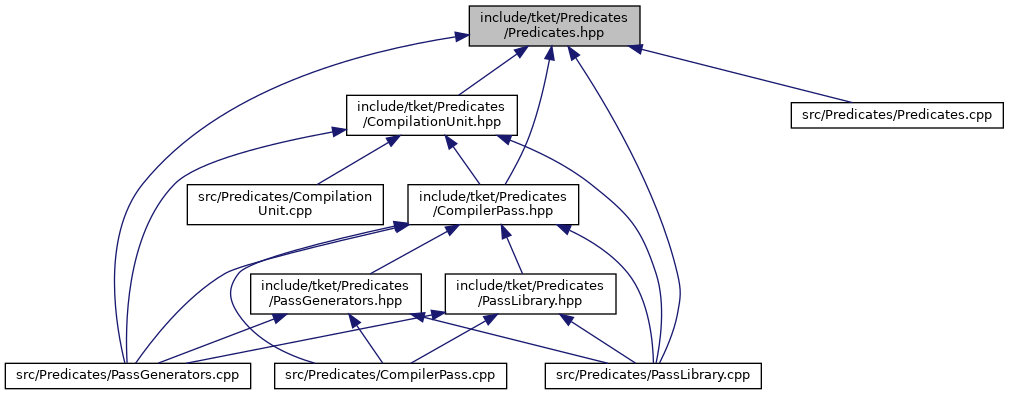 include/tket/Predicates
/Predicates.hpp
include/tket/Predicates
/CompilationUnit.hpp
src/Predicates/Predicates.cpp
src/Predicates/Compilation
Unit.cpp
include/tket/Predicates
/CompilerPass.hpp
include/tket/Predicates
/PassGenerators.hpp
include/tket/Predicates
/PassLibrary.hpp
src/Predicates/PassGenerators.cpp
src/Predicates/CompilerPass.cpp
src/Predicates/PassLibrary.cpp